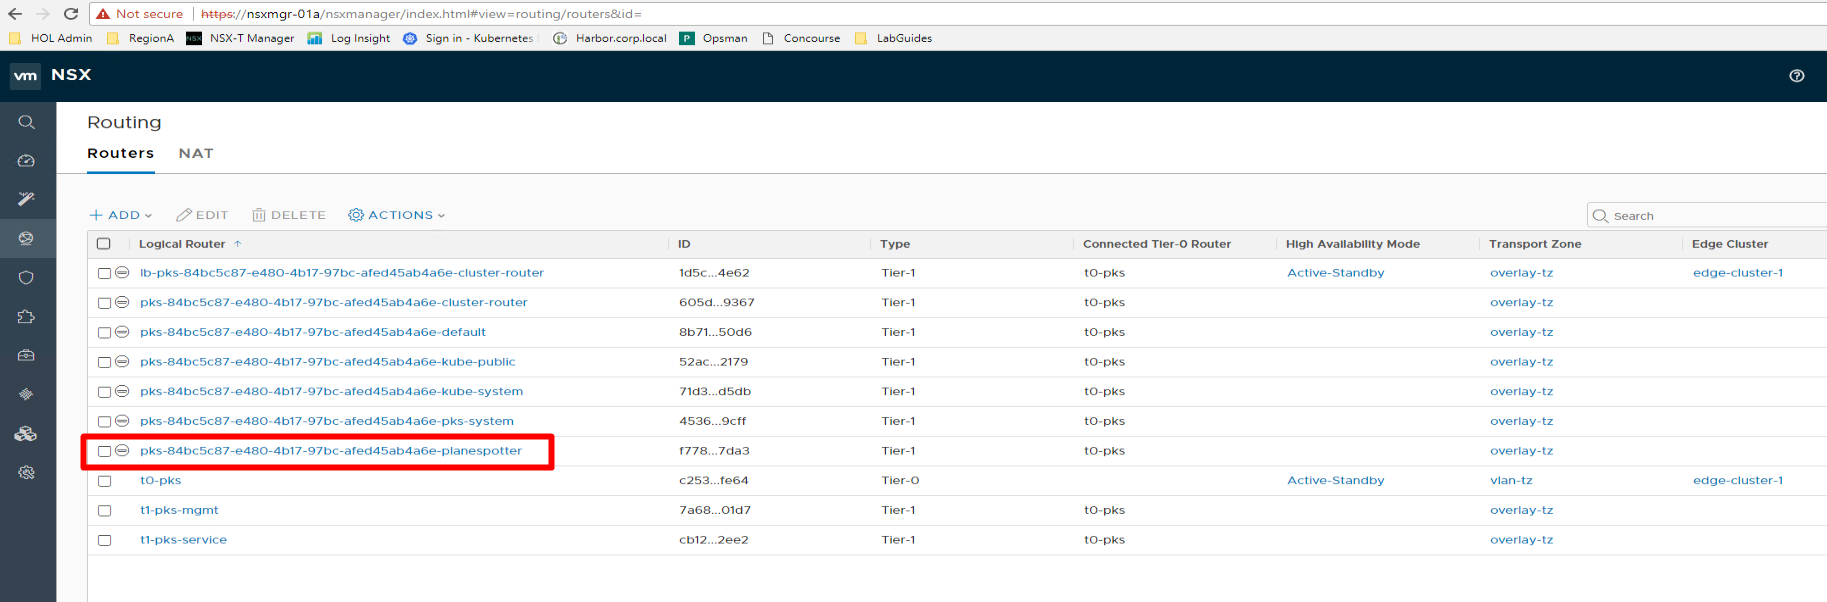 Not secure https://nsxmgr-01a/nsxmanager/index.html#view=routing/routers&id=
HOL Admin RegionA NSX NSX-T Manager Log Insight Sign in - Kubernetes Harbor.corp.local P Opsman Concourse LabGuides
vm NSX
Routing
Routers NAT
+ ADD EDIT DELETE ACTIONS Search
Logical Router ↑ ID Type Connected Tier-0 Router High Availability Mode Transport Zone Edge Cluster
lb-pks-84bc5c87-e480-4b17-97bc-afed45ab4a6e-cluster-router 1d5c...4e62 Tier-1 t0-pks Active-Standby overlay-tz edge-cluster-1
pks-84bc5c87-e480-4b17-97bc-afed45ab4a6e-cluster-router 605d...9367 Tier-1 t0-pks overlay-tz
pks-84bc5c87-e480-4b17-97bc-afed45ab4a6e-default 8b71...50d6 Tier-1 t0-pks overlay-tz
pks-84bc5c87-e480-4b17-97bc-afed45ab4a6e-kube-public 52ac...2179 Tier-1 t0-pks overlay-tz
pks-84bc5c87-e480-4b17-97bc-afed45ab4a6e-kube-system 71d3...d5db Tier-1 t0-pks overlay-tz
pks-84bc5c87-e480-4b17-97bc-afed45ab4a6e-pks-system 4536...9cff Tier-1 t0-pks overlay-tz
pks-84bc5c87-e480-4b17-97bc-afed45ab4a6e-planespotter f778...7da3 Tier-1 t0-pks overlay-tz
t0-pks c253...fe64 Tier-0 Active-Standby vlan-tz edge-cluster-1
t1-pks-mgmt 7a68...01d7 Tier-1 t0-pks overlay-tz
t1-pks-service cb12...2ee2 Tier-1 t0-pks overlay-tz